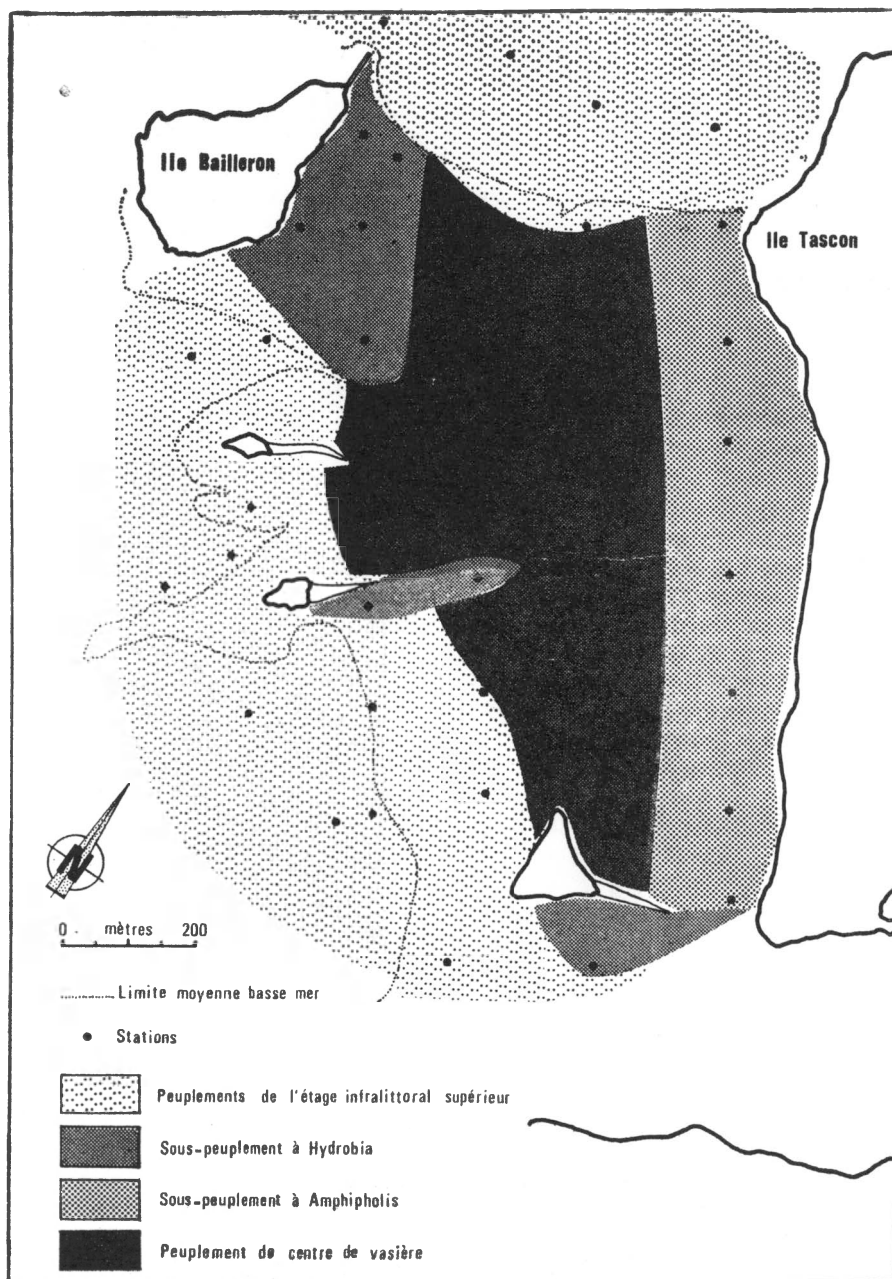 Ile Bailleron
Ile Tascon
N
0 mètres 200
Limite moyenne basse mer
Stations
Peuplements de l'étage infralittoral supérieur
Sous-peuplement à Hydrobia
Sous-peuplement à Amphipholis
Peuplement de centre de vasière